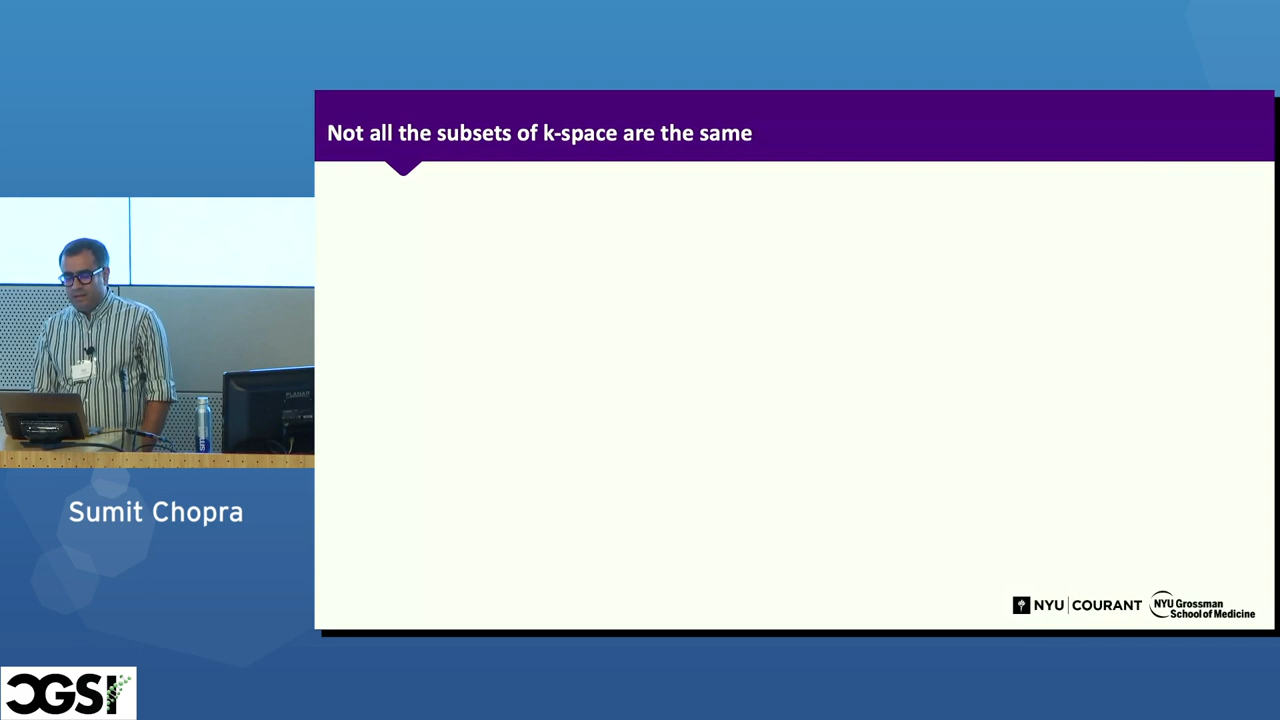 Not all the subsets of k-space are the same
PLANAR
Sumit Chopra
NYU COURANT
NYU Grossman
School of Medicine
CGSI